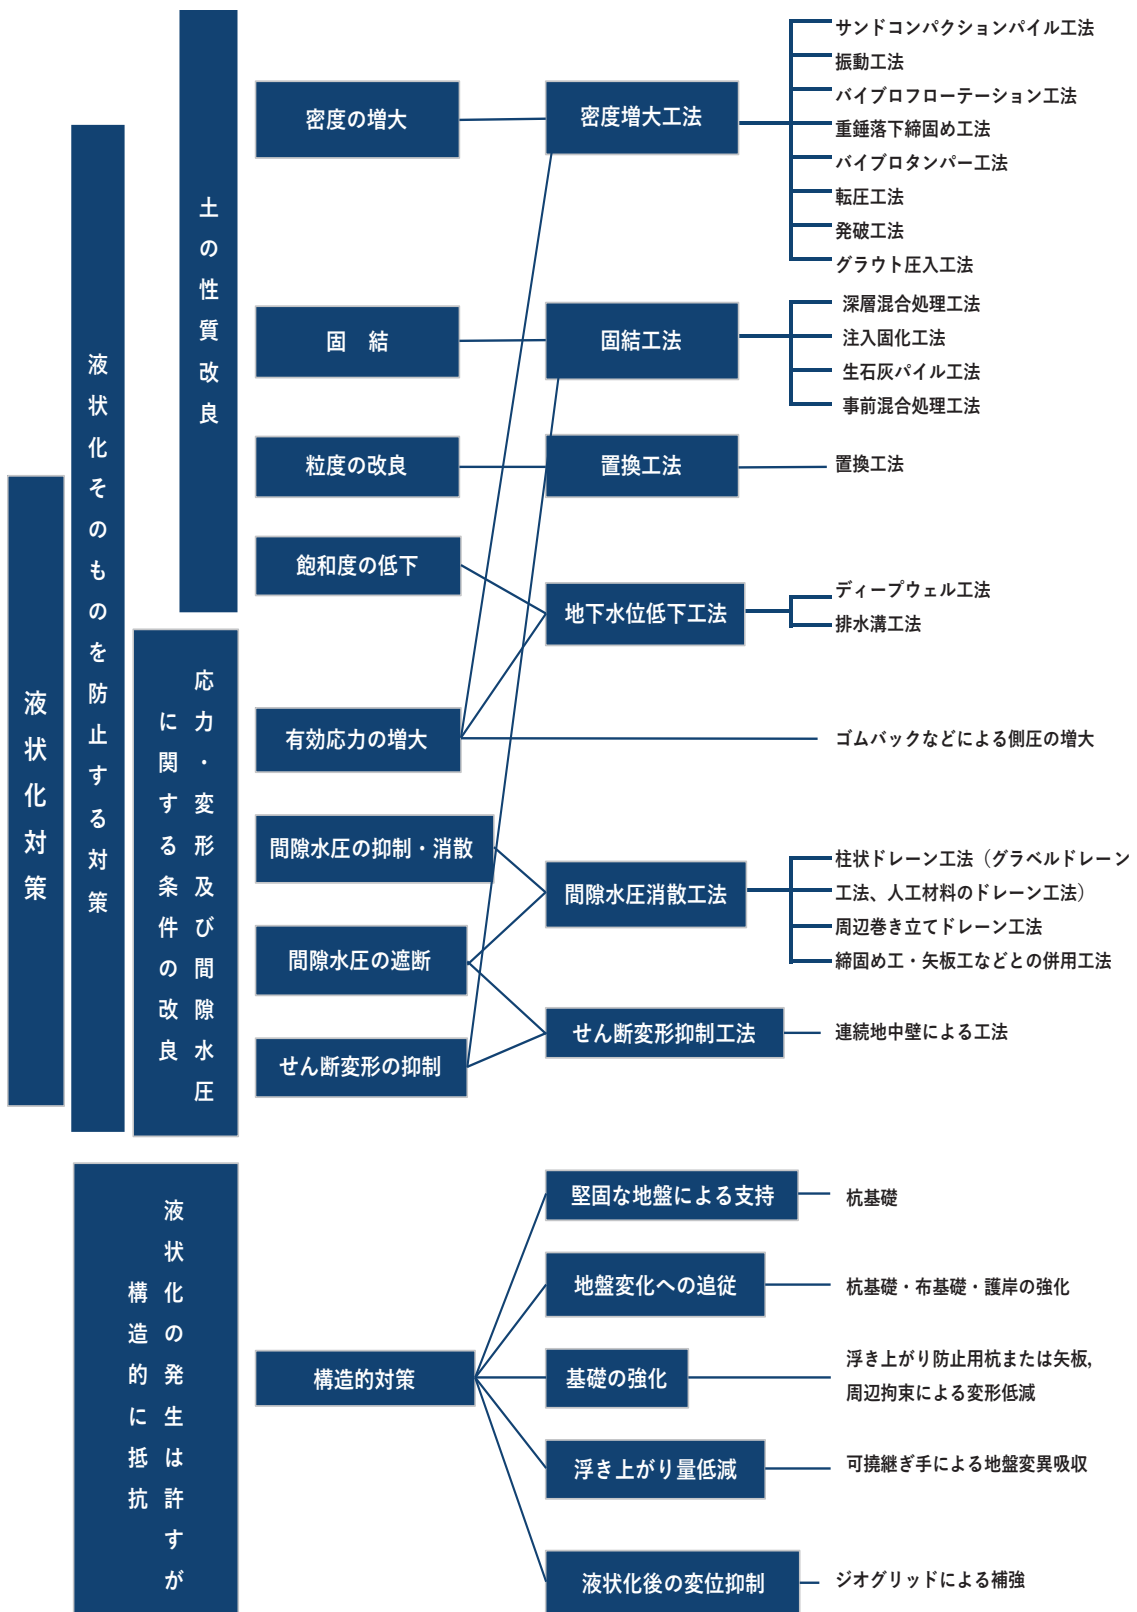 液状化対策
液状化そのものを防止する対策
土の性質改良
密度の増大
密度増大工法
サンドコンパクションパイル工法
振動工法
バイブロフローテーション工法
重錘落下締固め工法
バイブロタンパー工法
転圧工法
発破工法
グラウト圧入工法
固　結
固結工法
深層混合処理工法
注入固化工法
生石灰パイル工法
事前混合処理工法
粒度の改良
置換工法
置換工法
飽和度の低下
地下水位低下工法
ディープウェル工法
排水溝工法
応力・変形及び間隙水圧
に関する条件の改良
有効応力の増大
ゴムバックなどによる側圧の増大
間隙水圧の抑制・消散
間隙水圧消散工法
柱状ドレーン工法（グラベルドレーン
工法、人工材料のドレーン工法）
周辺巻き立てドレーン工法
締固め工・矢板工などとの併用工法
間隙水圧の遮断
せん断変形抑制工法
連続地中壁による工法
せん断変形の抑制
液状化の発生は許すが
構造的に抵抗
構造的対策
堅固な地盤による支持
杭基礎
地盤変化への追従
杭基礎・布基礎・護岸の強化
基礎の強化
浮き上がり防止用杭または矢板,
周辺拘束による変形低減
浮き上がり量低減
可撓継ぎ手による地盤変異吸収
液状化後の変位抑制
ジオグリッドによる補強